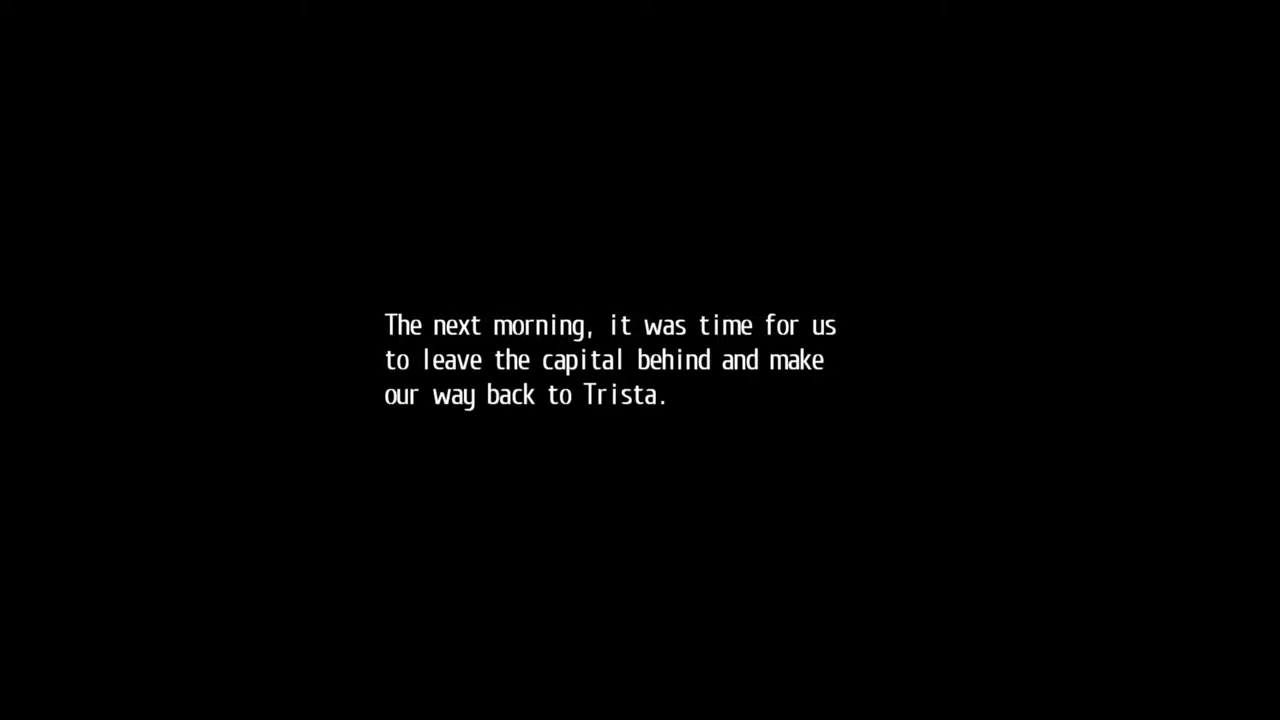 The next morning, it was time for us
to leave the capital behind and make
our way back to Trista.